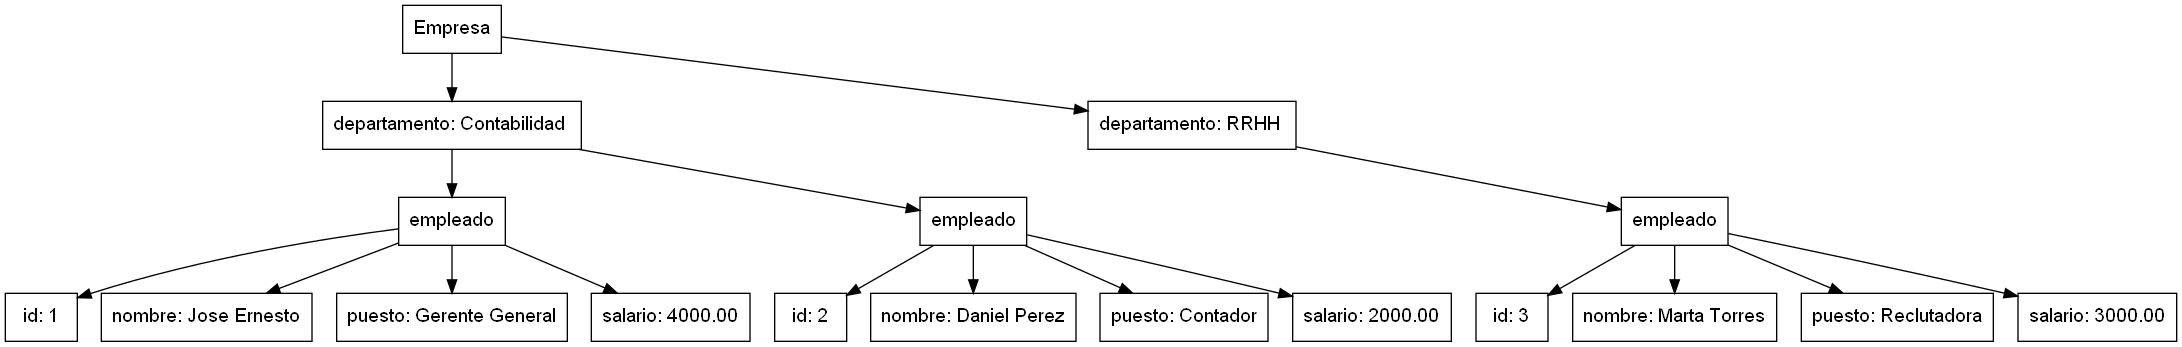 Empresa
departamento: Contabilidad
departamento: RRHH
empleado
empleado
empleado
id: 1
nombre: Jose Ernesto
puesto: Gerente General
salario: 4000.00
id: 2
nombre: Daniel Perez
puesto: Contador
salario: 2000.00
id: 3
nombre: Marta Torres
puesto: Reclutadora
salario: 3000.00